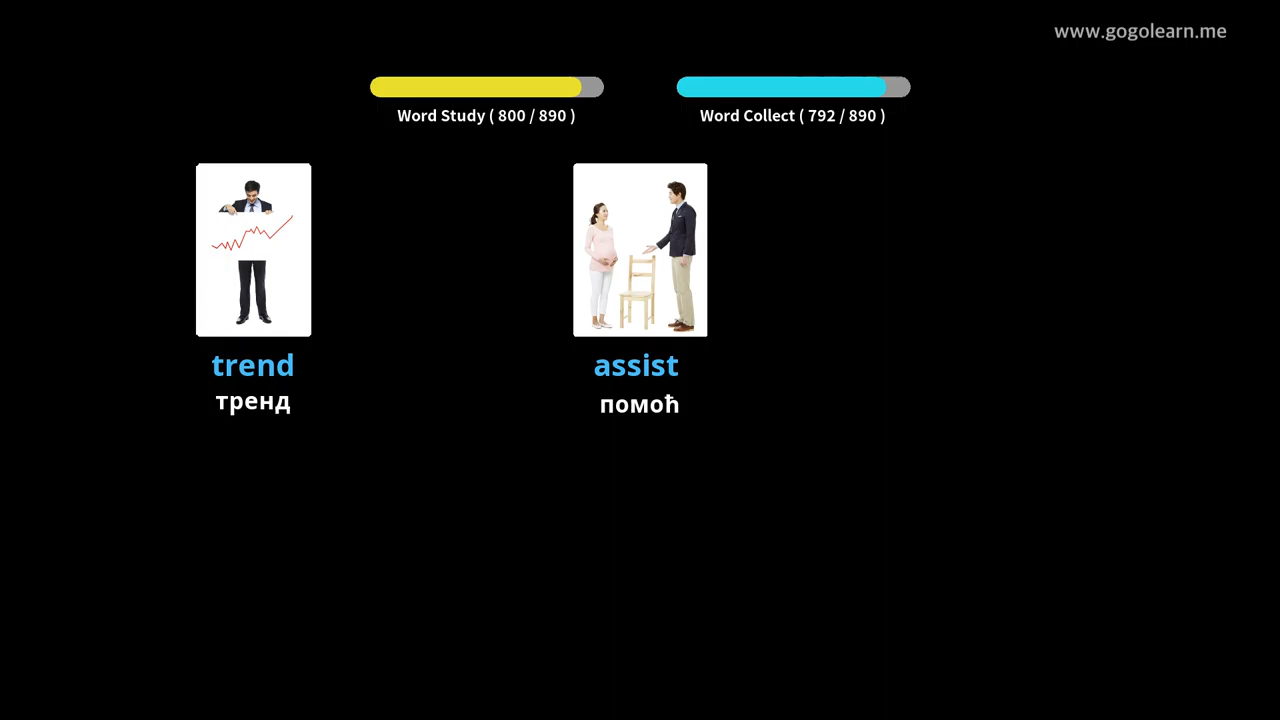 www.gogolearn.me
Word Study ( 800 / 890 )
Word Collect ( 792 / 890 )
trend
тренд
assist
помоћ